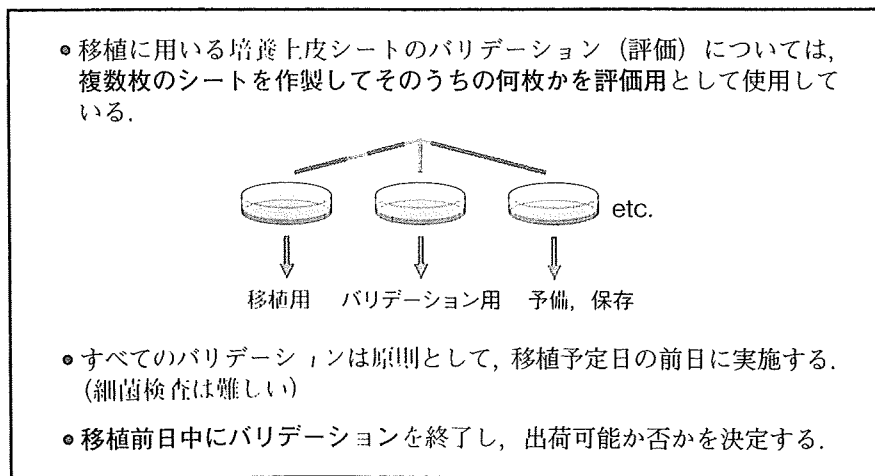 • 移植に用いる培養上皮シートのバリデーション（評価）については，
複数枚のシートを作製してそのうちの何枚かを評価用として使用して
いる．
etc.
移植用　バリデーション用　予備，保存
• すべてのバリデーションは原則として，移植予定日の前日に実施する．
（細菌検査は難しい）
• 移植前日中にバリデーションを終了し，出荷可能か否かを決定する．